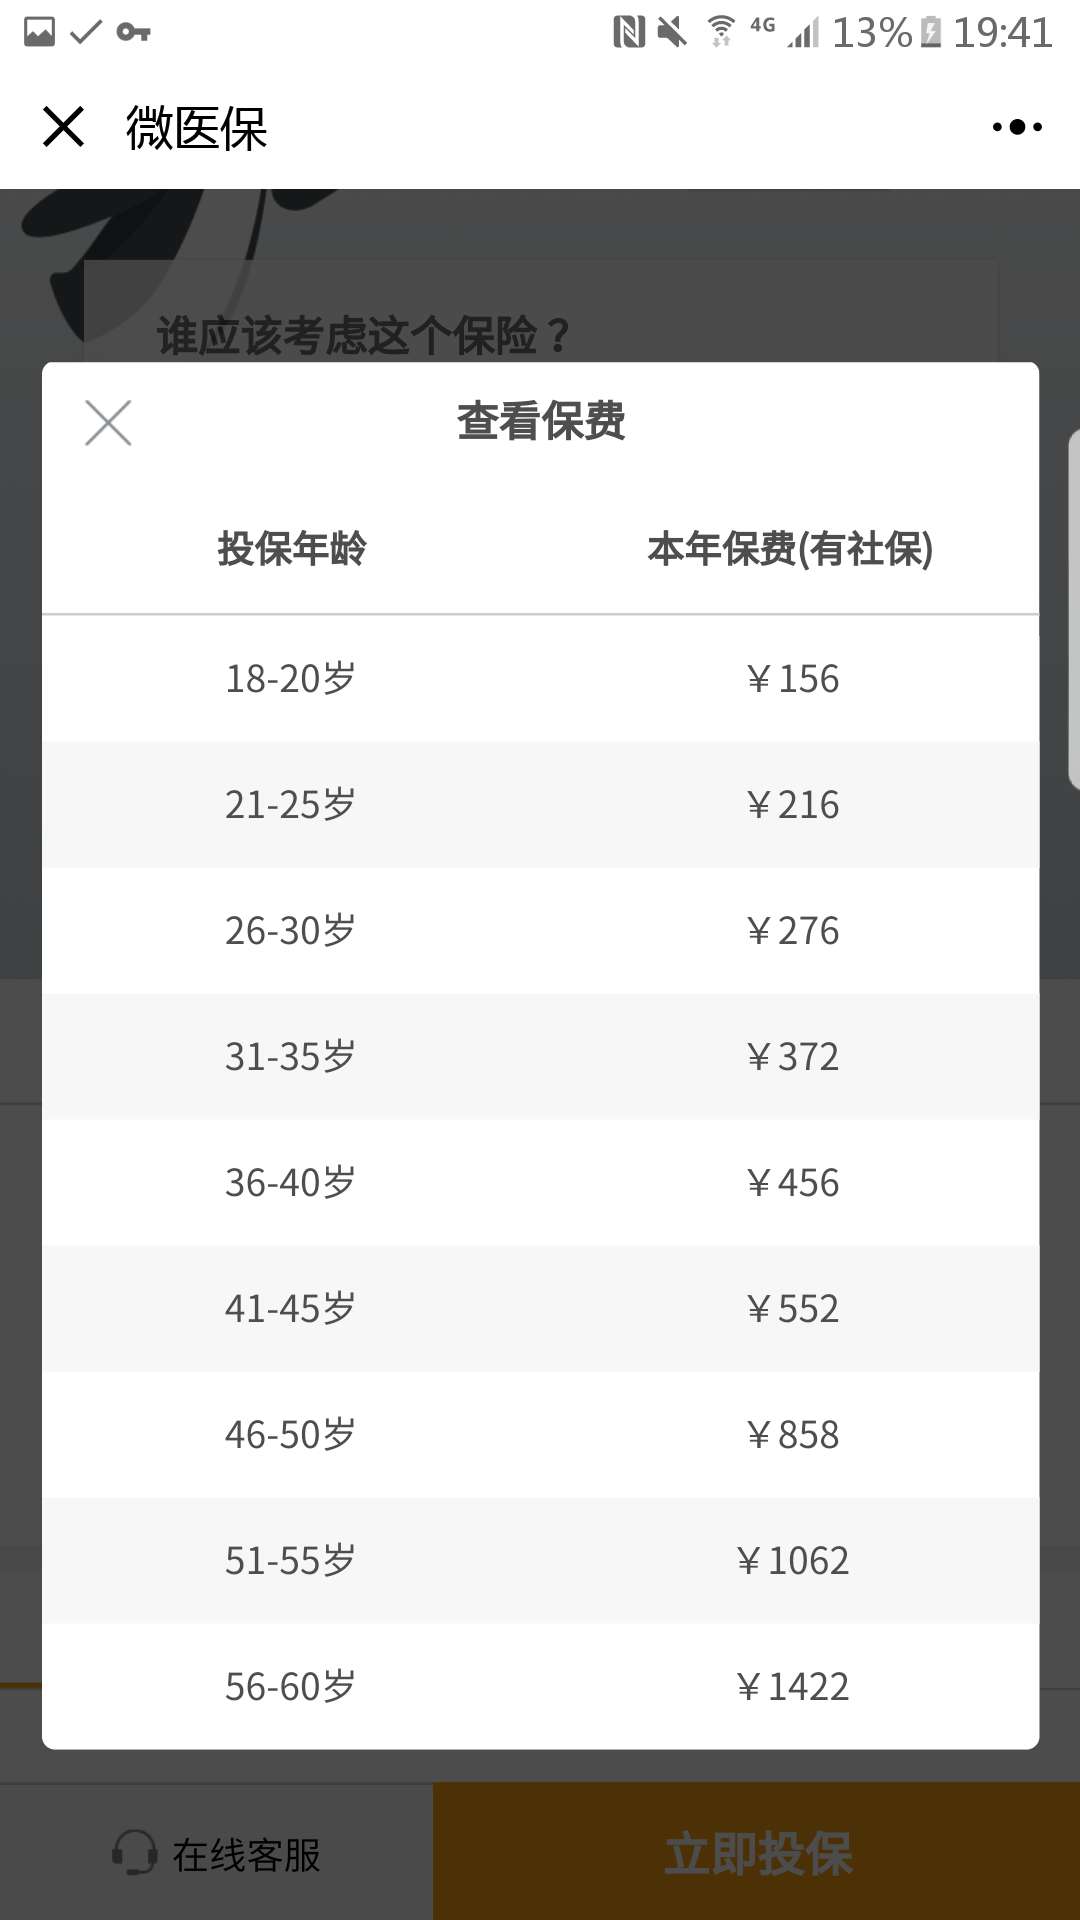 4G 13% 19:41
微医保
谁应该考虑这个保险？
查看保费
投保年龄 本年保费(有社保)
18-20岁 ￥156
21-25岁 ￥216
26-30岁 ￥276
31-35岁 ￥372
36-40岁 ￥456
41-45岁 ￥552
46-50岁 ￥858
51-55岁 ￥1062
56-60岁 ￥1422
在线客服 立即投保